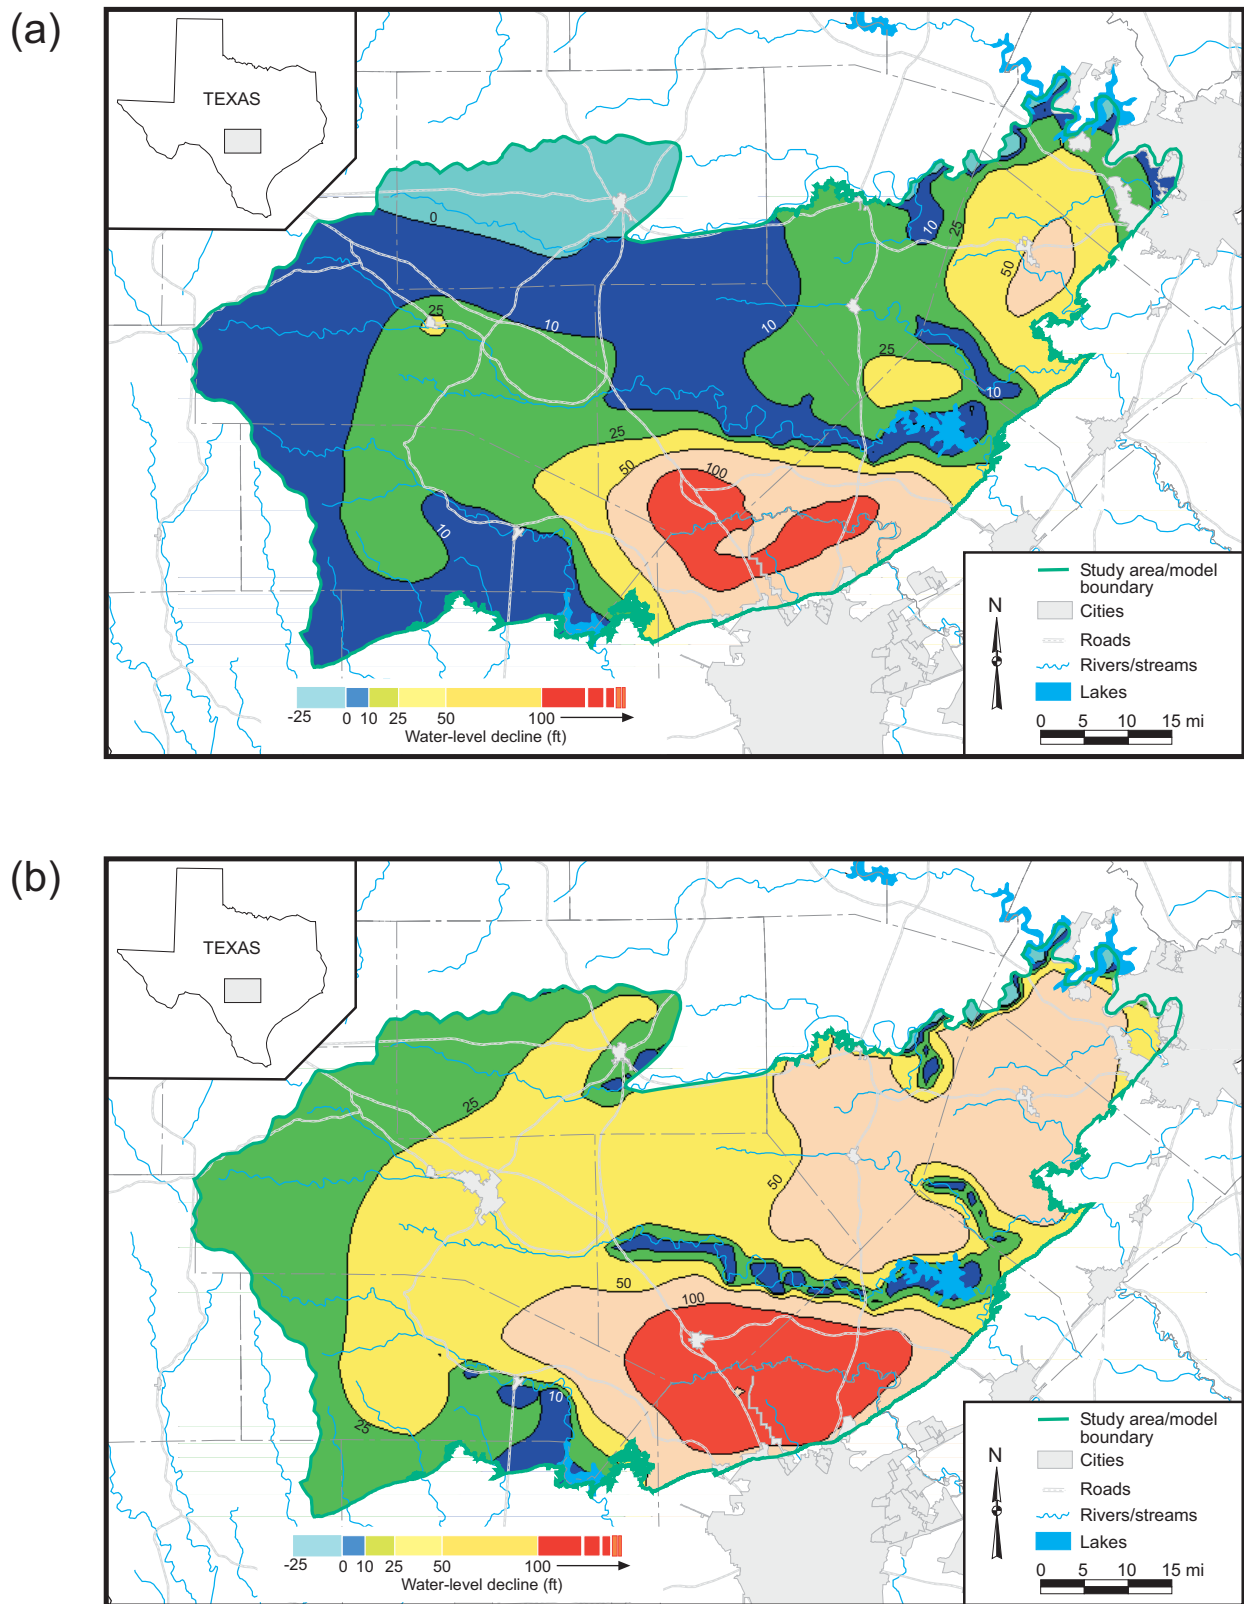 (a)
TEXAS
0
10
25
50
25
10
10
25
10
25
50
100
10
N
Study area/model
boundary
Cities
Roads
Rivers/streams
Lakes
0 5 10 15 mi
-25 0 10 25 50 100
Water-level decline (ft)
(b)
TEXAS
25
50
50
100
10
25
N
Study area/model
boundary
Cities
Roads
Rivers/streams
Lakes
0 5 10 15 mi
-25 0 10 25 50 100
Water-level decline (ft)